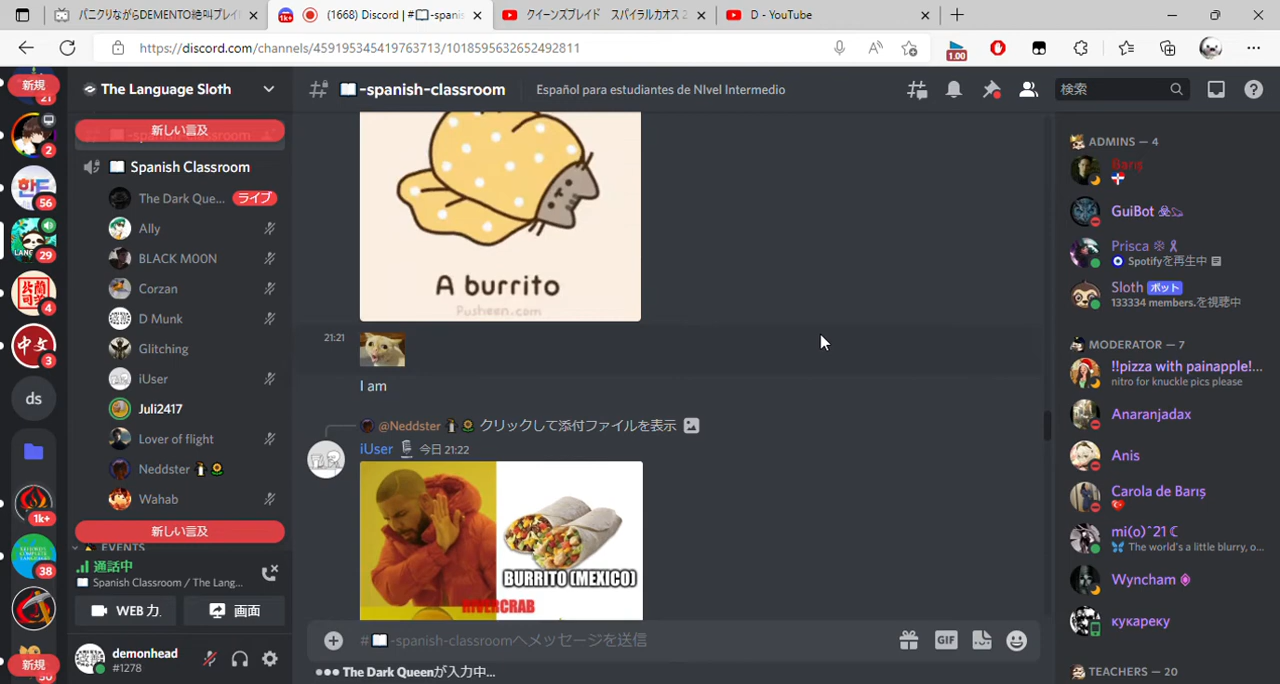 パニクりながらDEMENTO絶叫プレイ
(1668) Discord | #📖-spanis
クイーンズブレイド スパイラルカオス 2
D - YouTube
https://discord.com/channels/459195345419763713/1018595632652492811
1.00
新規
21
2
한트
56
LANG
29
4
中文
3
ds
1k+
38
新規
The Language Sloth
新しい言及
📖 -spanish-classroom
📖 Spanish Classroom
The Dark Que...
ライブ
Ally
BLACK M00N
Corzan
D Munk
Glitching
iUser
Juli2417
Lover of flight
Neddster
Wahab
新しい言及
EVENTS
通話中
📖 Spanish Classroom / The Lang...
WEB カ.
画面
demonhead
#1278
📖-spanish-classroom
Español para estudiantes de NIvel Intermedio
検索
A burrito
Pusheen.com
21:21
I am
@Neddster クリックして添付ファイルを表示
iUser 今日 21:22
BURRITO (MEXICO)
RIVERCRAB
#📖-spanish-classroomへメッセージを送信
GIF
The Dark Queenが入力中...
ADMINS — 4
Barış
GuiBot
Prisca
Spotifyを再生中
Sloth ボット
133334 members.を視聴中
MODERATOR — 7
!!pizza with painapple!...
nitro for knuckle pics please
Anaranjadax
Anis
Carola de Barış
mi(o)ˆ21☾
The world's a little blurry, o...
Wyncham
кукареку
TEACHERS — 20